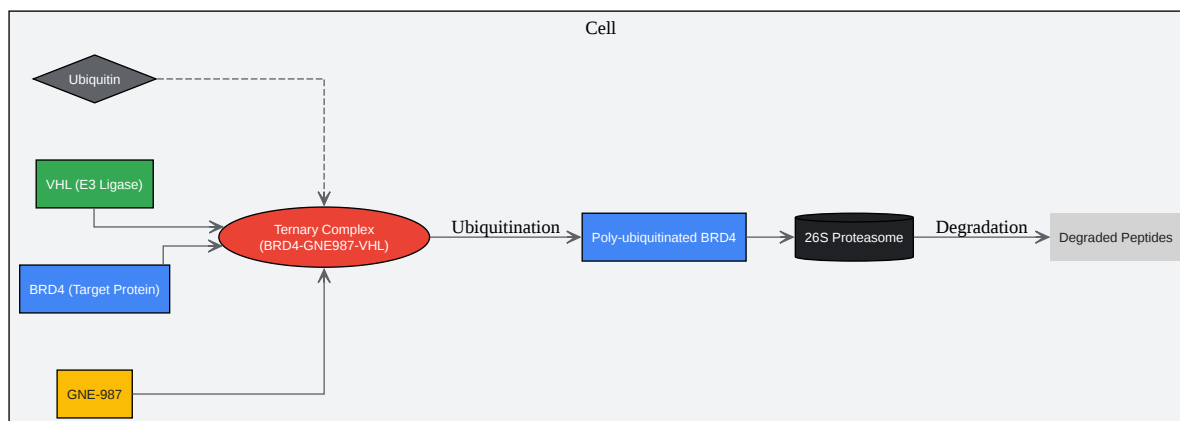 Cell
Ubiquitin
VHL (E3 Ligase)
BRD4 (Target Protein)
GNE-987
Ternary Complex
(BRD4-GNE987-VHL)
Ubiquitination
Poly-ubiquitinated BRD4
26S Proteasome
Degradation
Degraded Peptides